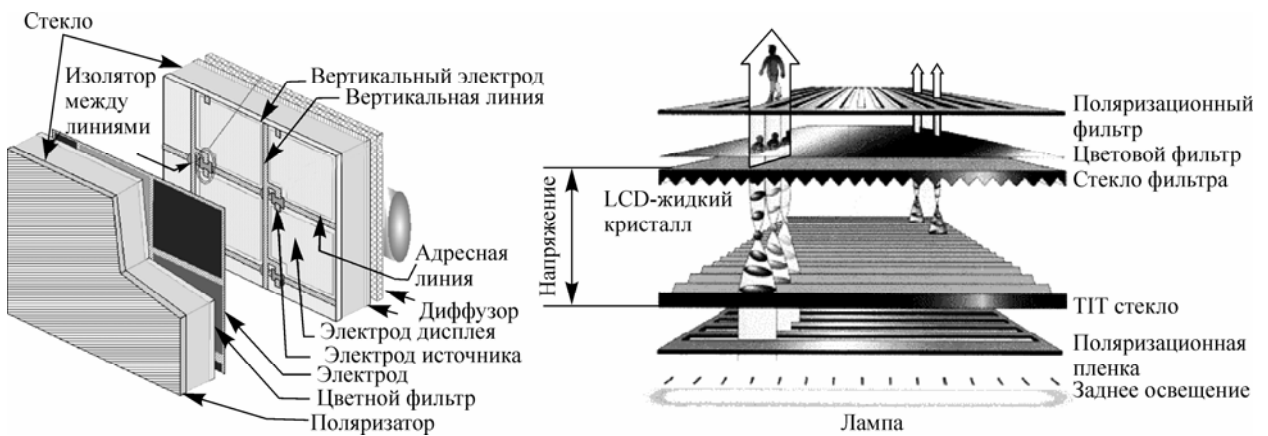 Стекло
Изолятор
между
линиями
Вертикальный электрод
Вертикальная линия
Адресная
линия
Диффузор
Электрод дисплея
Электрод источника
Электрод
Цветной фильтр
Поляризатор
Напряжение
LCD-жидкий
кристалл
Поляризационный
фильтр
Цветовой фильтр
Стекло фильтра
TIT стекло
Поляризационная
пленка
Заднее освещение
Лампа